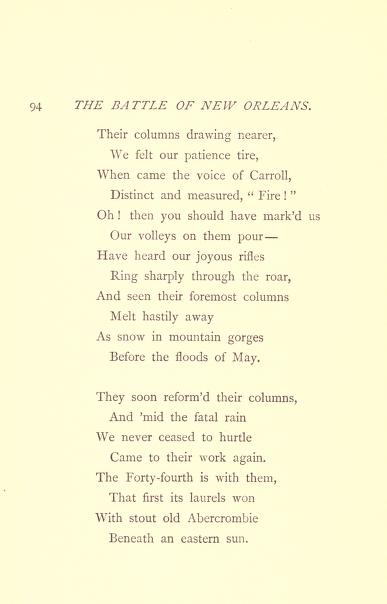 94 THE BATTLE OF NEW ORLEANS.
Their columns drawing nearer,
We felt our patience tire,
When came the voice of Carroll,
Distinct and measured, “ Fire ! ”
Oh ! then you should have mark’d us
Our volleys on them pour—
Have heard our joyous rifles
Ring sharply through the roar,
And seen their foremost columns
Melt hastily away
As snow in mountain gorges
Before the floods of May.

They soon reform’d their columns,
And ’mid the fatal rain
We never ceased to hurtle
Came to their work again.
The Forty-fourth is with them,
That first its laurels won
With stout old Abercrombie
Beneath an eastern sun.